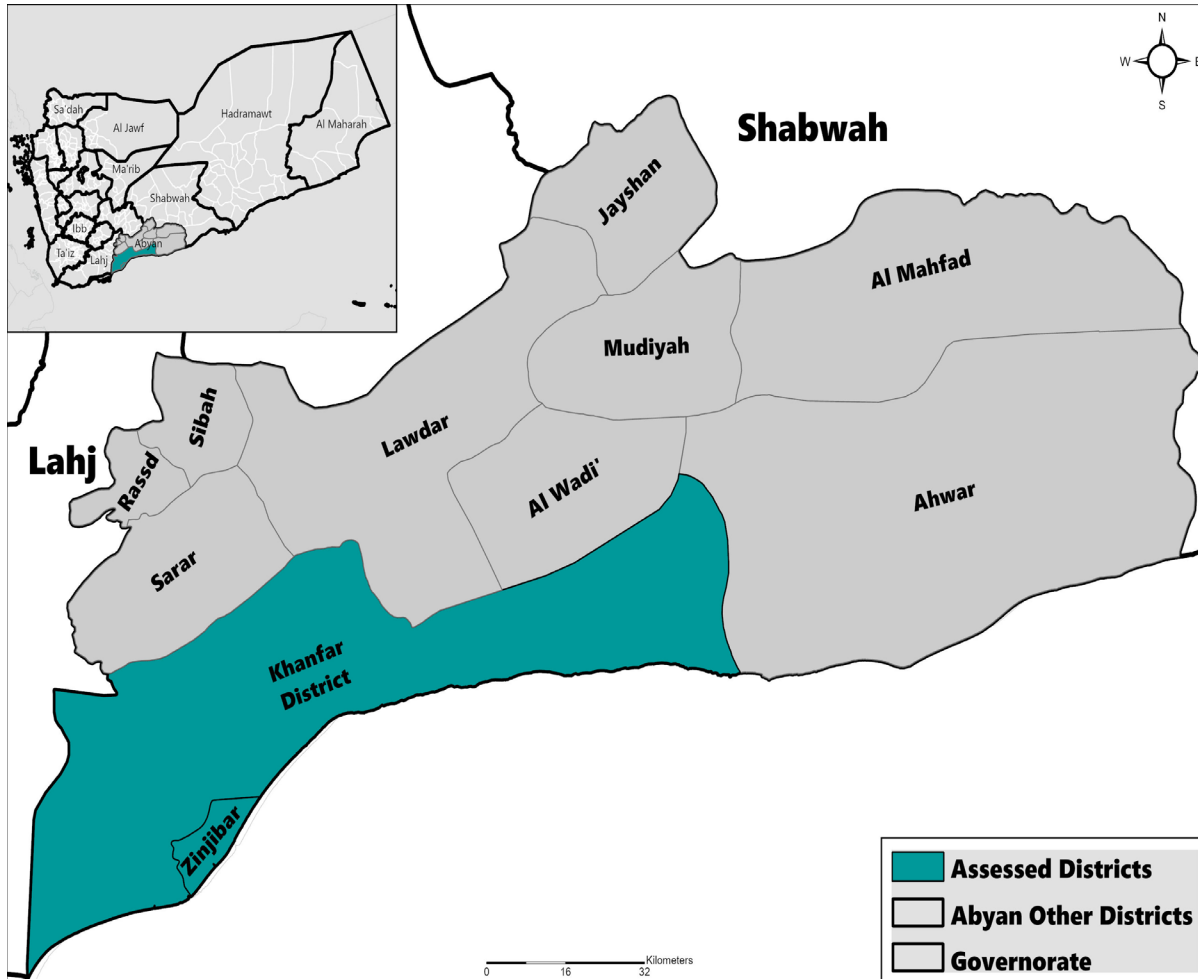 Sa'dah
Al Jawf
Hadramawt
Al Maharah
Ma'rib
Shabwah
Ibb
Abyan
Ta'iz
Lahj
N
W
E
S
Shabwah
Jayshan
Al Mahfad
Mudiyah
Sibah
Lawdar
Lahj
Rassd
Al Wadi'
Ahwar
Sarar
Khanfar
District
Zinjibar
Assessed Districts
Abyan Other Districts
Governorate
Kilometers
0 16 32